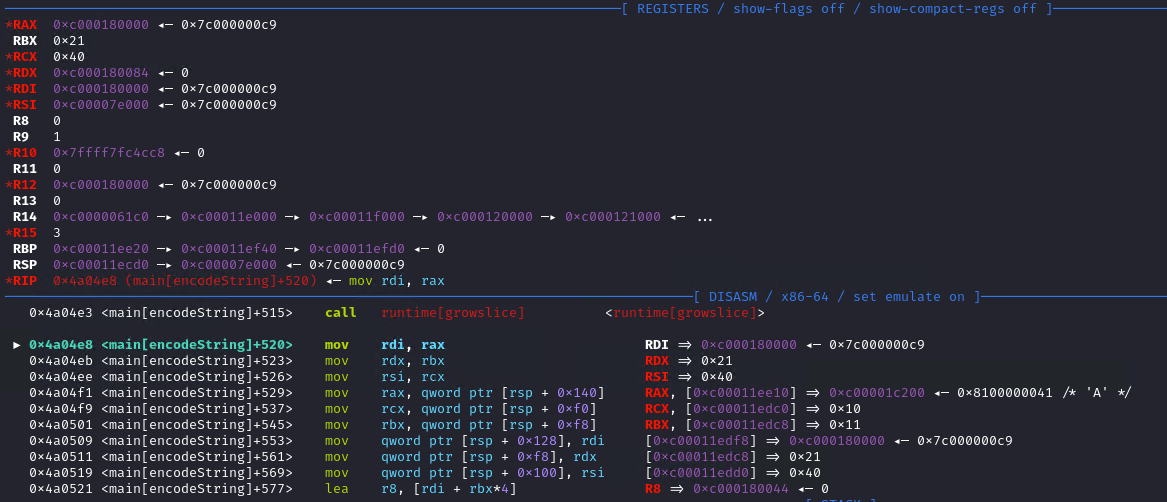 [ REGISTERS / show-flags off / show-compact-regs off ]
*RAX 0×c000180000 ◂— 0×7c000000c9
RBX 0×21
*RCX 0×40
*RDX 0×c000180084 ◂— 0
*RDI 0×c000180000 ◂— 0×7c000000c9
*RSI 0×c00007e000 ◂— 0×7c000000c9
R8 0
R9 1
*R10 0×7ffff7fc4cc8 ◂— 0
R11 0
*R12 0×c000180000 ◂— 0×7c000000c9
R13 0
R14 0×c0000061c0 —▸ 0×c00011e000 —▸ 0×c00011f000 —▸ 0×c000120000 —▸ 0×c000121000 ◂— ...
*R15 3
RBP 0×c00011ee20 —▸ 0×c00011ef40 —▸ 0×c00011efd0 ◂— 0
RSP 0×c00011ecd0 —▸ 0×c00007e000 ◂— 0×7c000000c9
*RIP 0×4a04e8 (main[encodeString]+520) ◂— mov rdi, rax
[ DISASM / x86-64 / set emulate on ]
0×4a04e3 <main[encodeString]+515> call runtime[growslice] <runtime[growslice]>
► 0×4a04e8 <main[encodeString]+520> mov rdi, rax RDI ⇒ 0×c000180000 ◂— 0×7c000000c9
0×4a04eb <main[encodeString]+523> mov rdx, rbx RDX ⇒ 0×21
0×4a04ee <main[encodeString]+526> mov rsi, rcx RSI ⇒ 0×40
0×4a04f1 <main[encodeString]+529> mov rax, qword ptr [rsp + 0×140] RAX, [0×c00011ee10] ⇒ 0×c00001c200 ◂— 0×8100000041 /* 'A' */
0×4a04f9 <main[encodeString]+537> mov rcx, qword ptr [rsp + 0×f0] RCX, [0×c00011edc0] ⇒ 0×10
0×4a0501 <main[encodeString]+545> mov rbx, qword ptr [rsp + 0×f8] RBX, [0×c00011edc8] ⇒ 0×11
0×4a0509 <main[encodeString]+553> mov qword ptr [rsp + 0×128], rdi [0×c00011edf8] ⇒ 0×c000180000 ◂— 0×7c000000c9
0×4a0511 <main[encodeString]+561> mov qword ptr [rsp + 0×f8], rdx [0×c00011edc8] ⇒ 0×21
0×4a0519 <main[encodeString]+569> mov qword ptr [rsp + 0×100], rsi [0×c00011edd0] ⇒ 0×40
0×4a0521 <main[encodeString]+577> lea r8, [rdi + rbx*4] R8 ⇒ 0×c000180044 ◂— 0